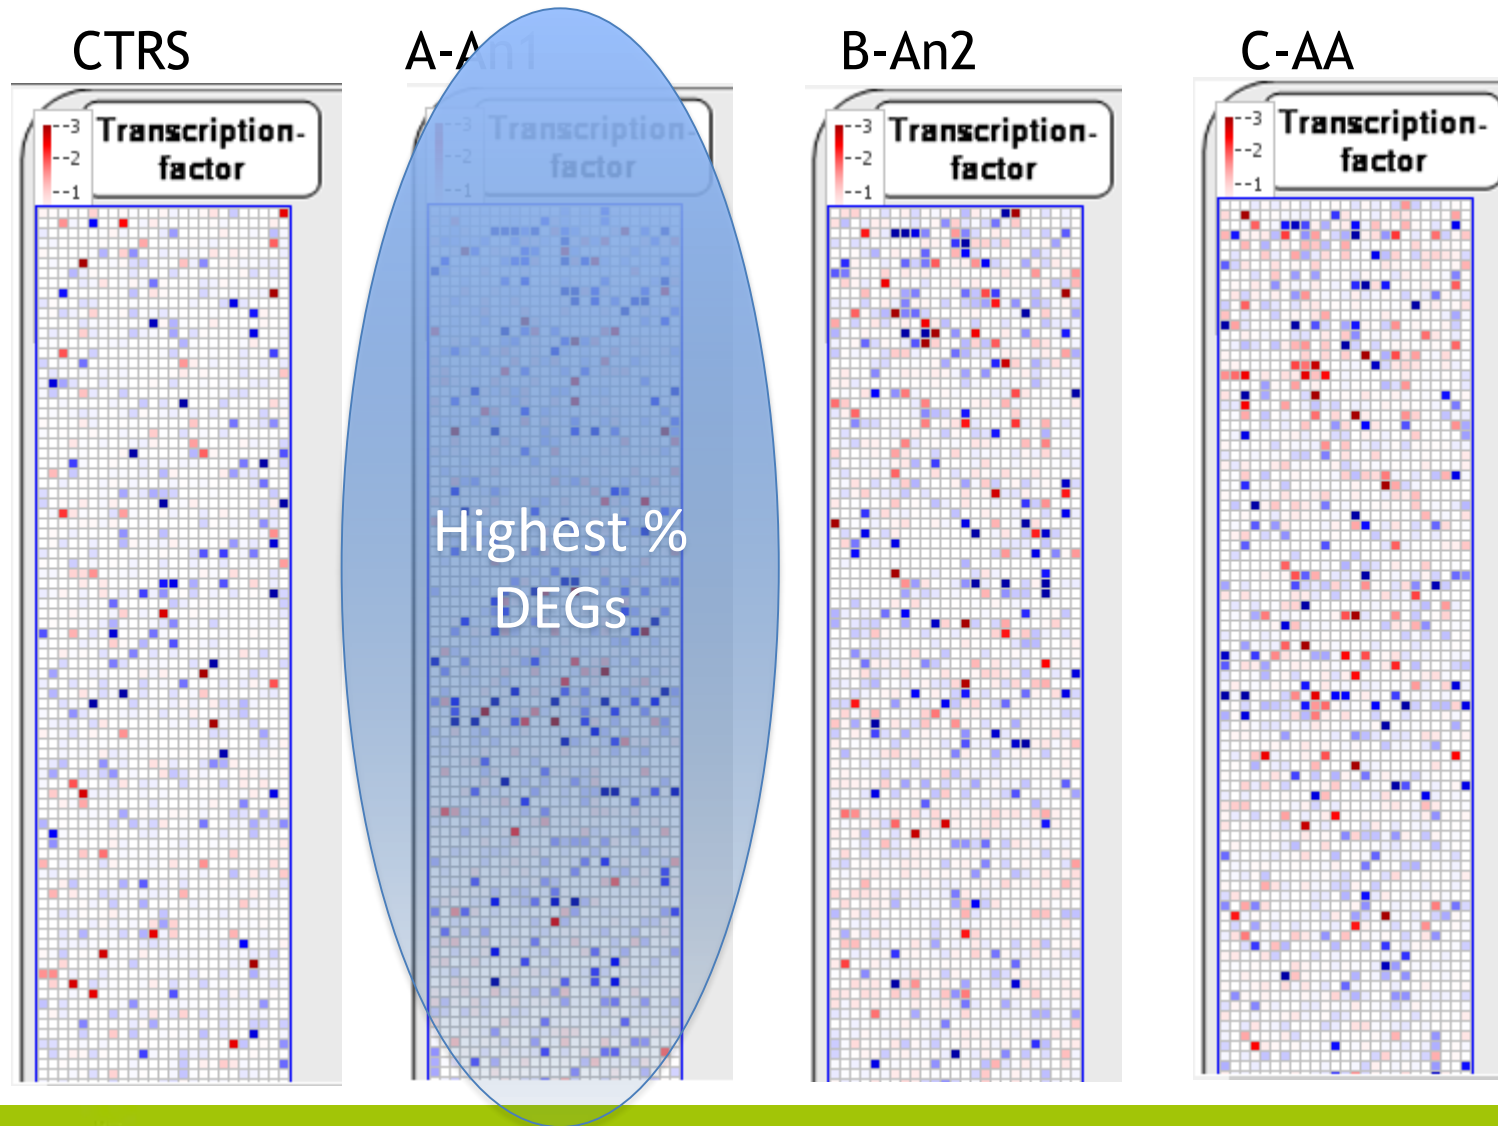 CTRS
A-An1
B-An2
C-AA
--3
--2
--1
Transcription-
factor
--3
--2
--1
Transcription-
factor
--3
--2
--1
Transcription-
factor
--3
--2
--1
Transcription-
factor
Highest %
DEGs